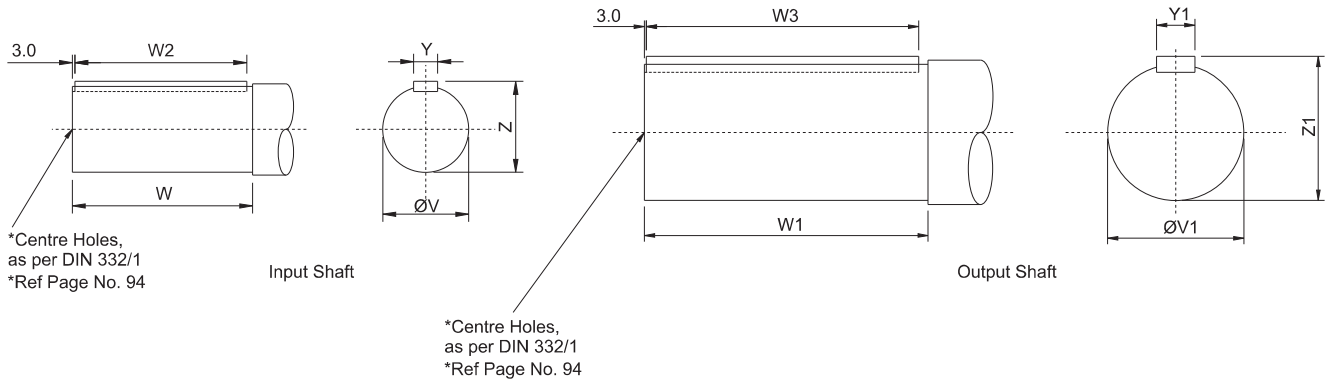 3.0
W2
Y
Z
W
ØV
*Centre Holes,
as per DIN 332/1
*Ref Page No. 94
Input Shaft
3.0
W3
Y1
Z1
W1
ØV1
*Centre Holes,
as per DIN 332/1
*Ref Page No. 94
Output Shaft